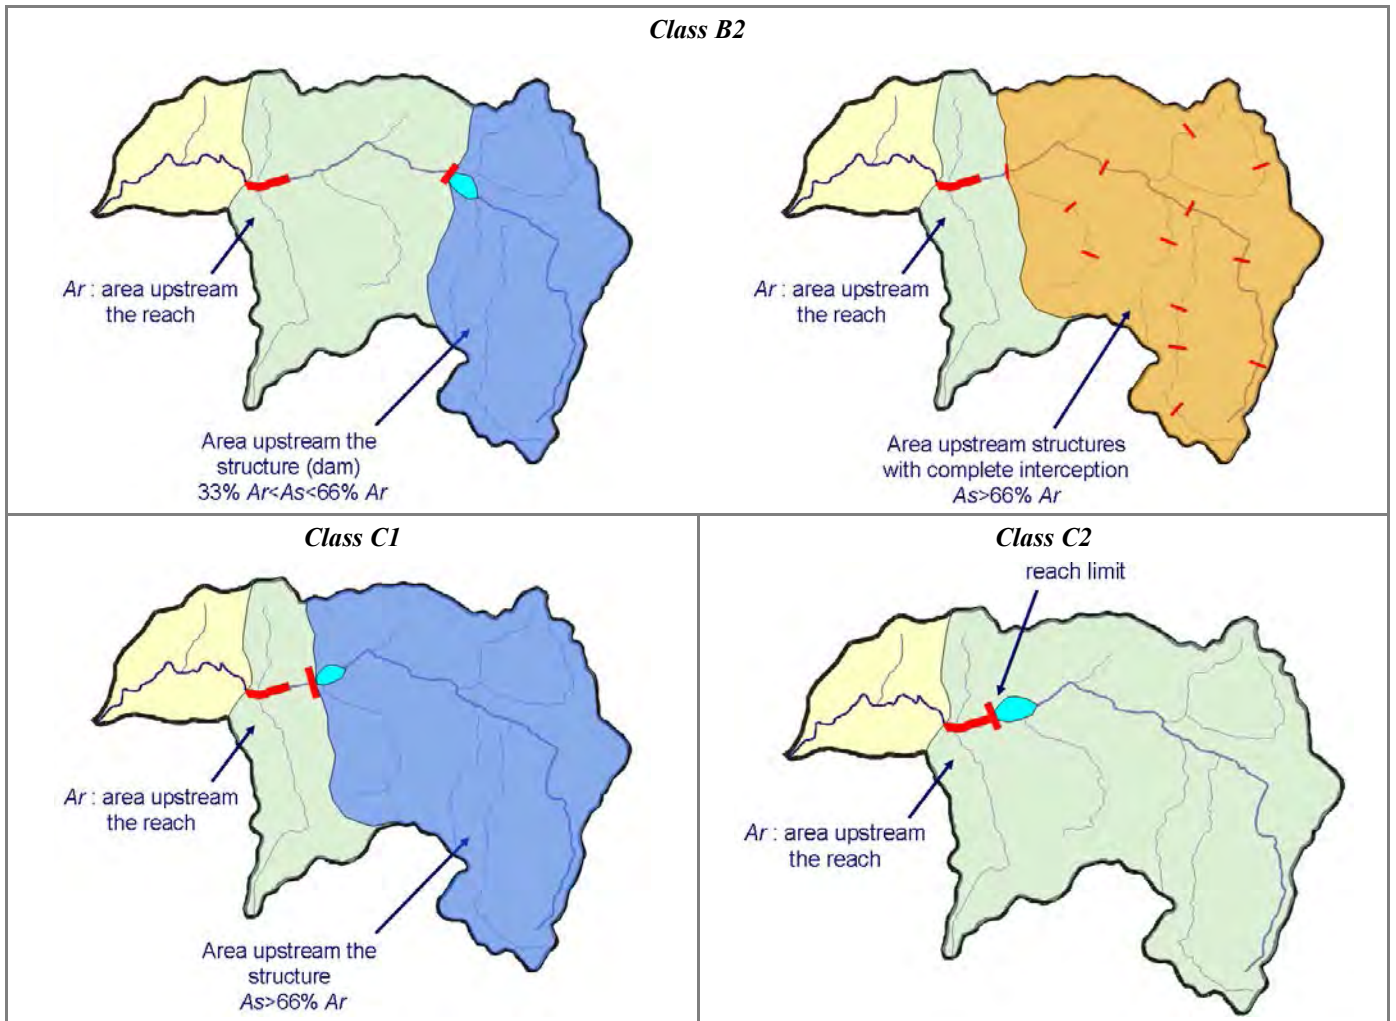 Class B2
Ar : area upstream
the reach
Area upstream the
structure (dam)
33% Ar<As<66% Ar
Ar : area upstream
the reach
Area upstream structures
with complete interception
As>66% Ar
Class C1
Ar : area upstream
the reach
Area upstream the
structure
As>66% Ar
Class C2
reach limit
Ar : area upstream
the reach